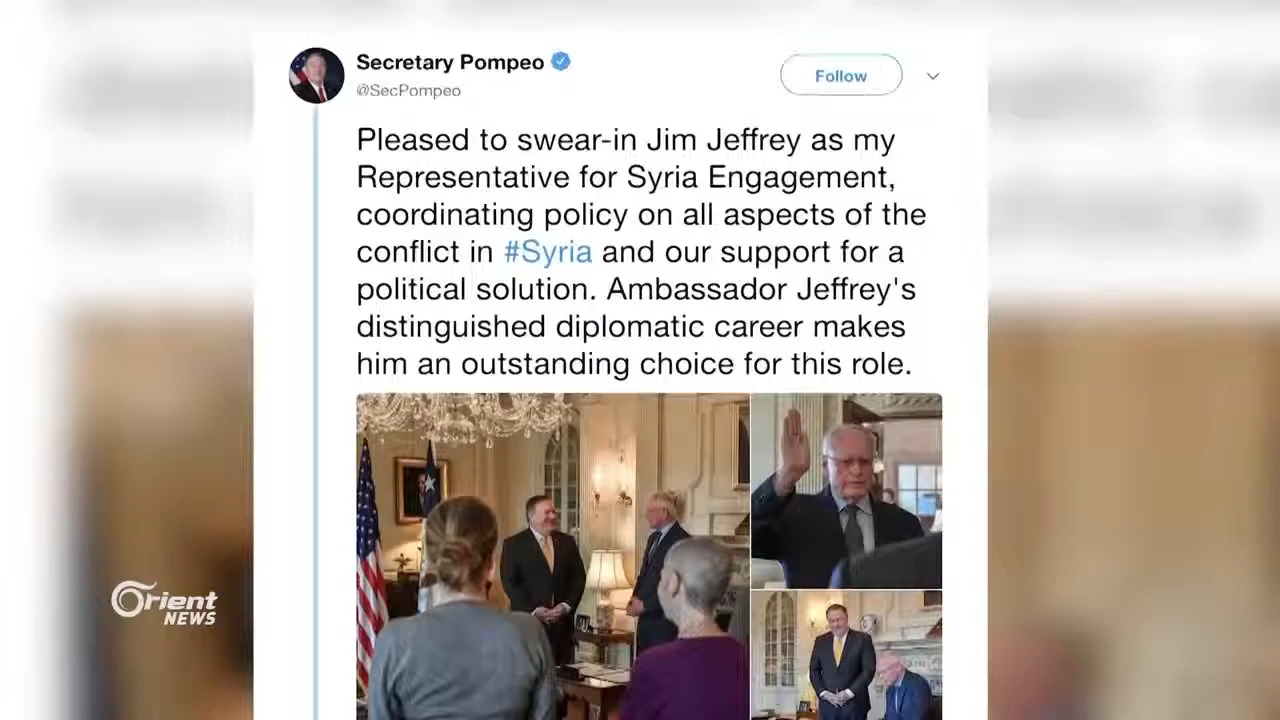 Secretary Pompeo
@SecPompeo
Follow
Pleased to swear-in Jim Jeffrey as my
Representative for Syria Engagement,
coordinating policy on all aspects of the
conflict in #Syria and our support for a
political solution. Ambassador Jeffrey's
distinguished diplomatic career makes
him an outstanding choice for this role.
Orient
NEWS